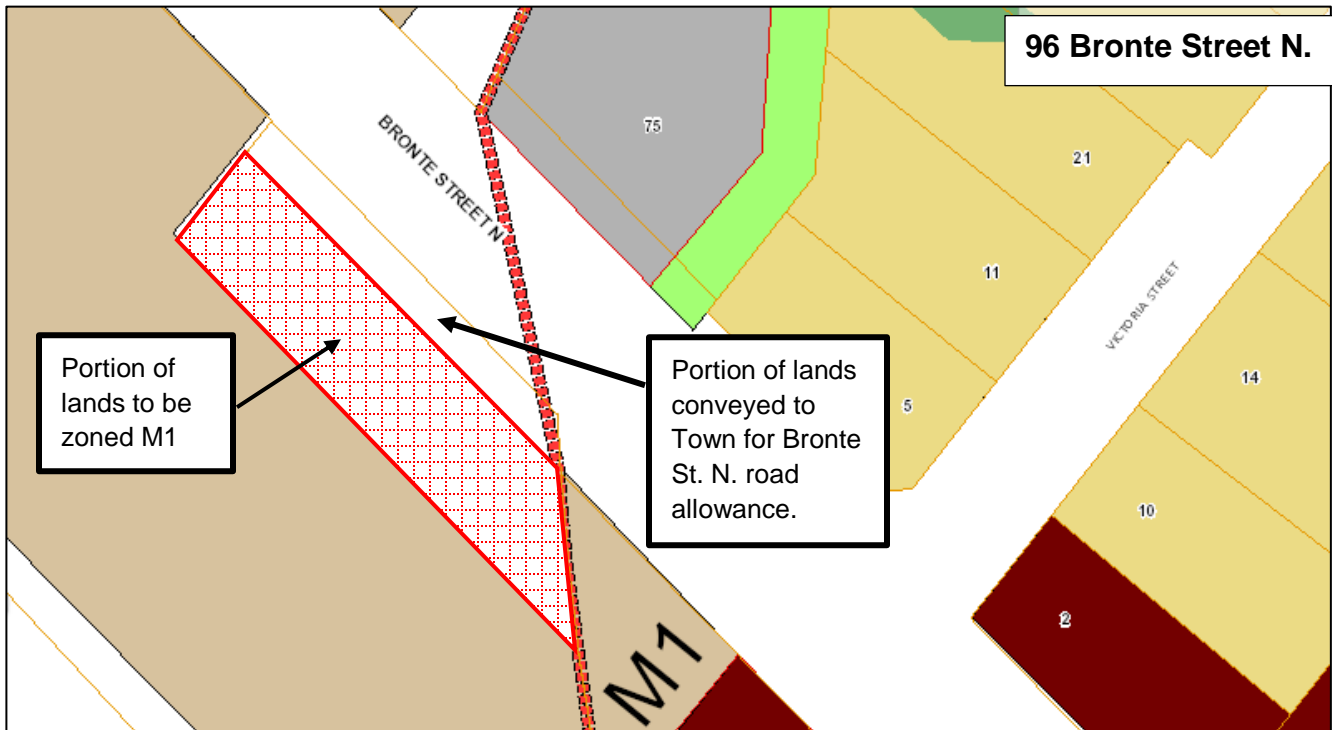 96 Bronte Street N.
75
BRONTE STREET N
21
11
VICTORIA STREET
Portion of
lands to be
zoned M1
Portion of lands
conveyed to
Town for Bronte
St. N. road
allowance.
5
14
10
2
M1